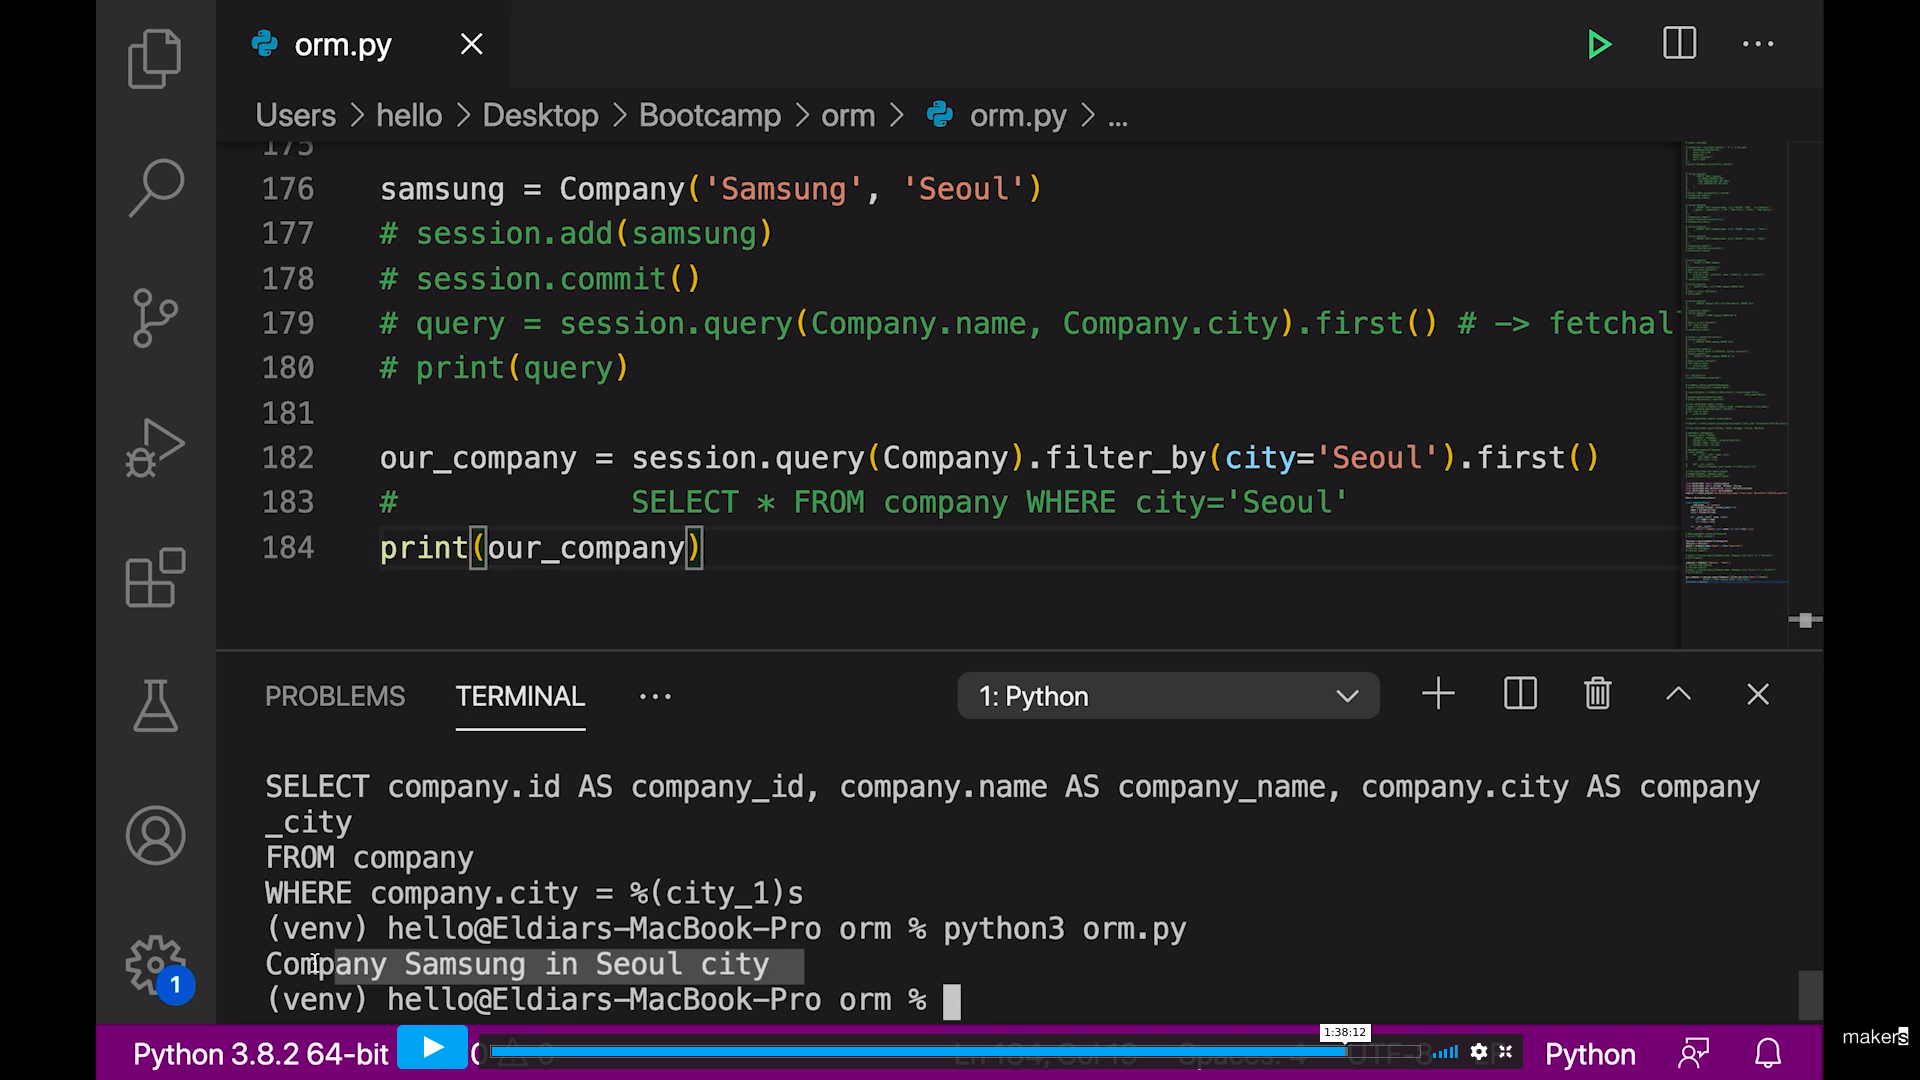 orm.py
Users > hello > Desktop > Bootcamp > orm > orm.py > ...
175
176 samsung = Company('Samsung', 'Seoul')
177 # session.add(samsung)
178 # session.commit()
179 # query = session.query(Company.name, Company.city).first() # -> fetchal
180 # print(query)
181
182 our_company = session.query(Company).filter_by(city='Seoul').first()
183 # SELECT * FROM company WHERE city='Seoul'
184 print(our_company)
PROBLEMS TERMINAL ... 1: Python
SELECT company.id AS company_id, company.name AS company_name, company.city AS company
_city
FROM company
WHERE company.city = %(city_1)s
(venv) hello@Eldiars-MacBook-Pro orm % python3 orm.py
Company Samsung in Seoul city
(venv) hello@Eldiars-MacBook-Pro orm %
1
1:38:12
makers
Python 3.8.2 64-bit 0 Python